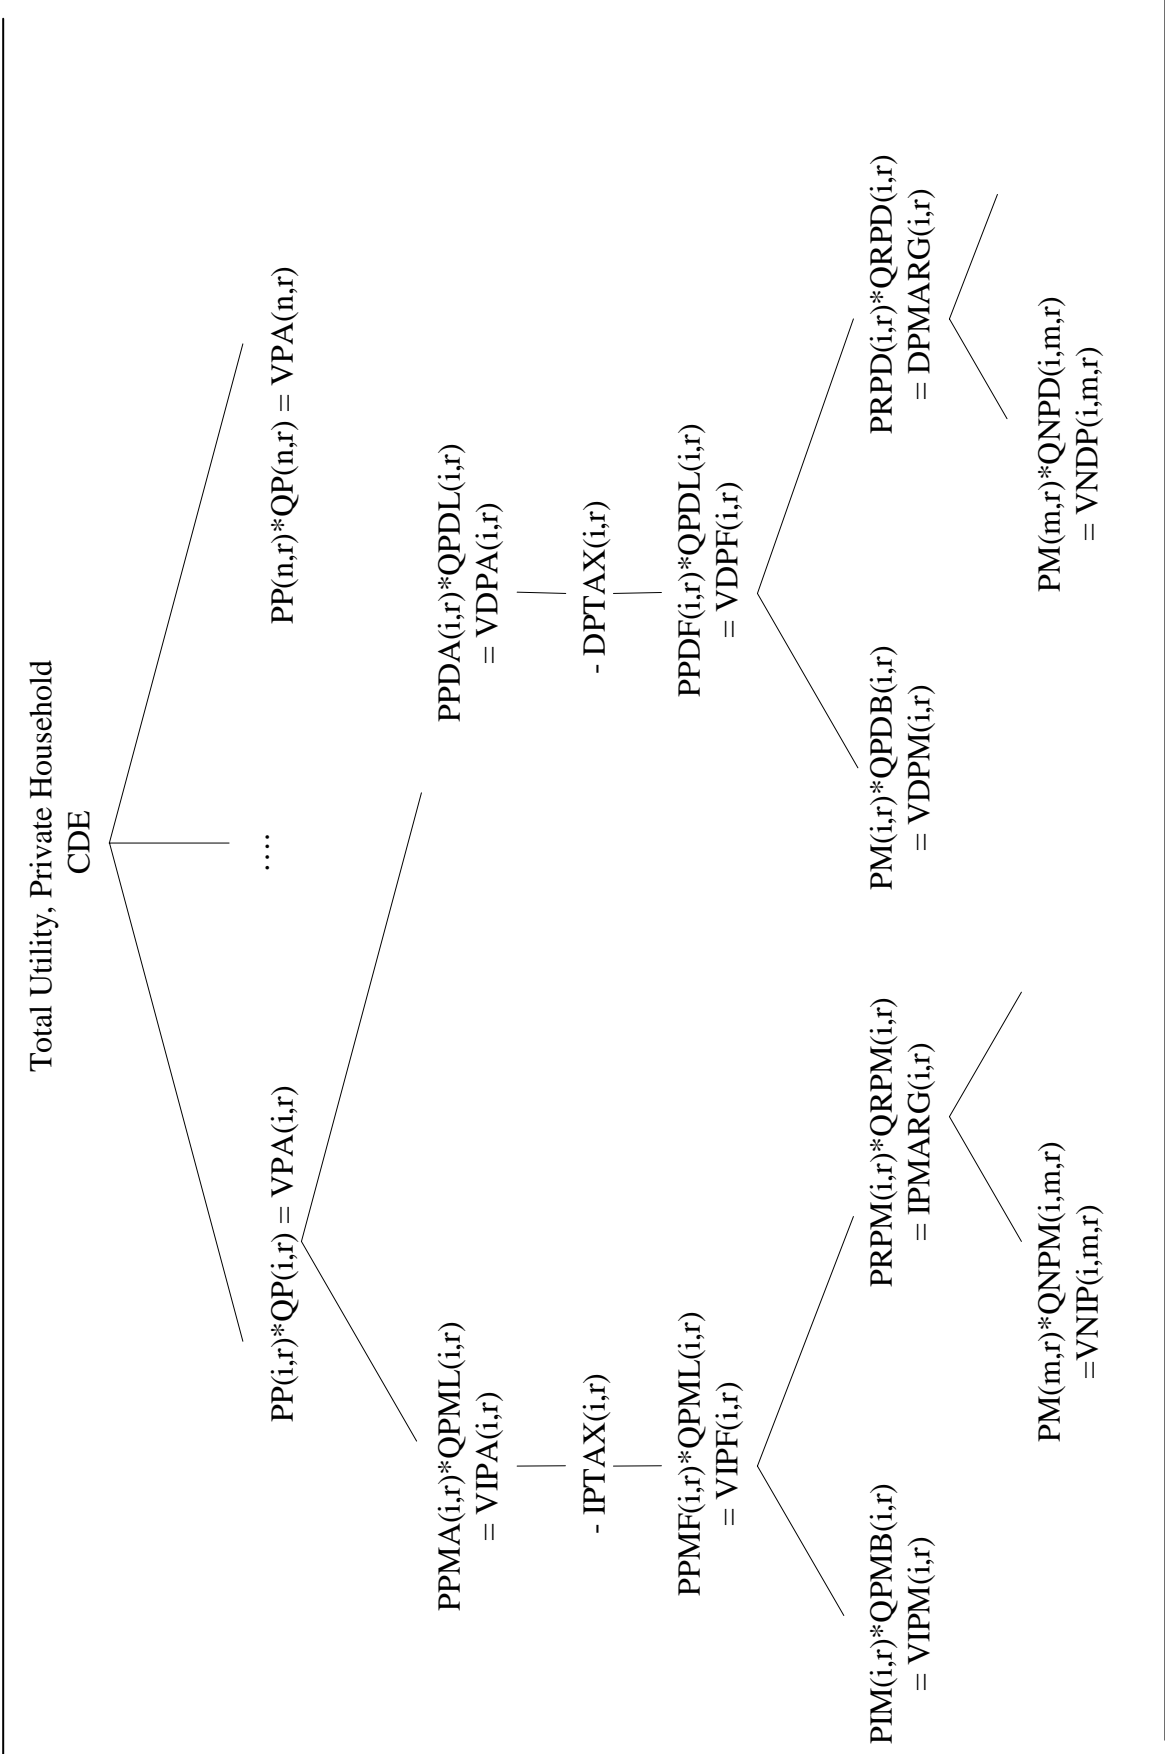 Total Utility, Private Household
CDE
PP(i,r)*QP(i,r) = VPA(i,r)
....
PP(n,r)*QP(n,r) = VPA(n,r)
PPMA(i,r)*QPML(i,r)
= VIPA(i,r)
PPDA(i,r)*QPDL(i,r)
= VDPA(i,r)
- IPTAX(i,r)
- DPTAX(i,r)
PPMF(i,r)*QPML(i,r)
= VIPF(i,r)
PPDF(i,r)*QPDL(i,r)
= VDPF(i,r)
PIM(i,r)*QPMB(i,r)
= VIPM(i,r)
PRPM(i,r)*QRPM(i,r)
= IPMARG(i,r)
PM(i,r)*QPDB(i,r)
= VDPM(i,r)
PRPD(i,r)*QRPD(i,r)
= DPMARG(i,r)
PM(m,r)*QNPM(i,m,r)
=VNIP(i,m,r)
PM(m,r)*QNPD(i,m,r)
= VNDP(i,m,r)